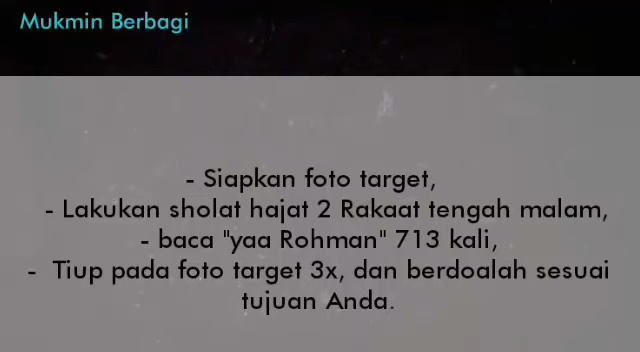 Mukmin Berbagi
- Siapkan foto target,
- Lakukan sholat hajat 2 Rakaat tengah malam,
- baca "yaa Rohman" 713 kali,
- Tiup pada foto target 3x, dan berdoalah sesuai
tujuan Anda.